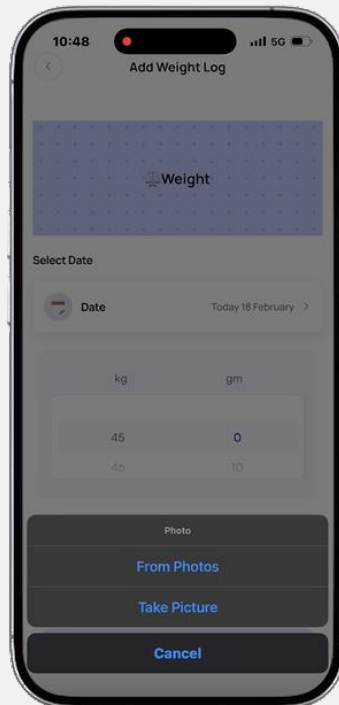 10:48 5G
Add Weight Log
Weight
Select Date
Date Today 18 February
kg gm
45 0
46 10
Photo
From Photos
Take Picture
Cancel